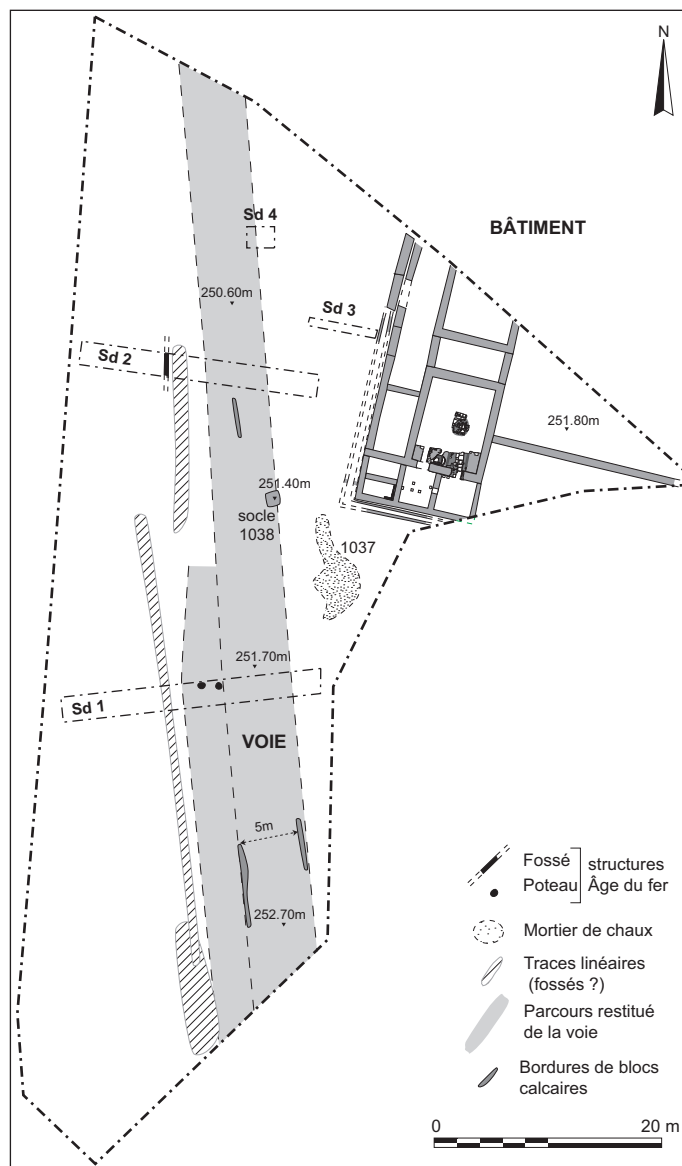 N
Sd 4
BÂTIMENT
250.60m
Sd 3
Sd 2
251.80m
251.40m
socle
1038
1037
251.70m
Sd 1
VOIE
5m
252.70m
Fossé
Poteau
structures
Âge du fer
Mortier de chaux
Traces linéaires
(fossés ?)
Parcours restitué
de la voie
Bordures de blocs
calcaires
0 20 m